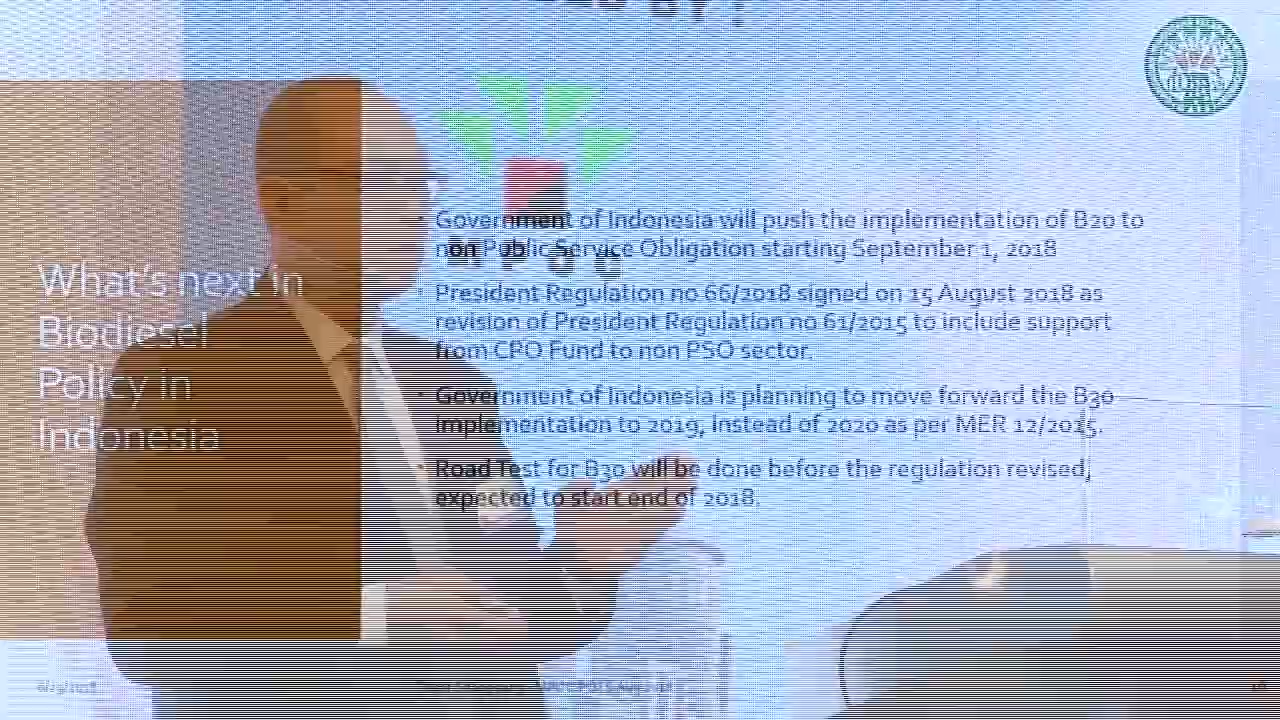 BY?
What's next in
Biodiesel
Policy in
Indonesia
Government of Indonesia will push the implementation of B20 to
non Public Service Obligation starting September 1, 2018
President Regulation no 66/2018 signed on 15 August 2018 as
revision of President Regulation no 61/2015 to include support
from CPO Fund to non PSO sector.
Government of Indonesia is planning to move forward the B30
implementation to 2019, instead of 2020 as per MER 12/2015.
Road Test for B30 will be done before the regulation revised,
expected to start end of 2018.